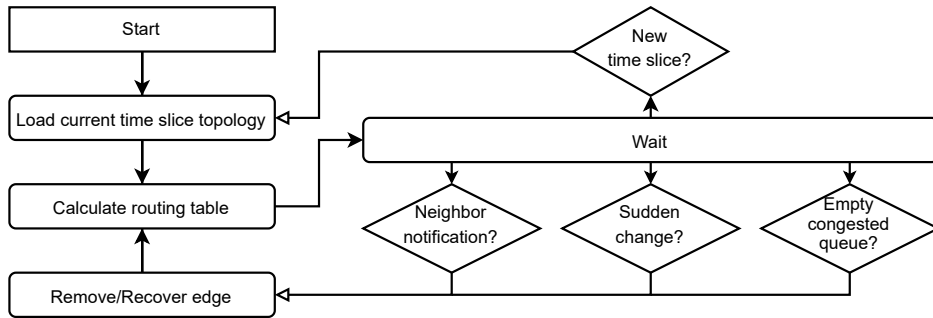 Start
New
time slice?
Load current time slice topology
Wait
Calculate routing table
Neighbor
notification?
Sudden
change?
Empty
congested
queue?
Remove/Recover edge